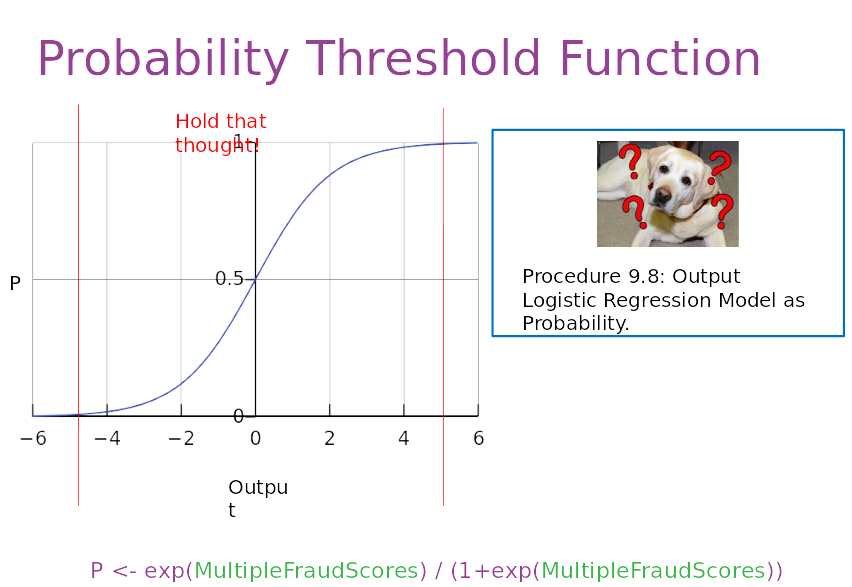 Probability Threshold Function
Hold that
thought!
1
0.5
P
0
−6 −4 −2 0 2 4 6
Outpu
t
? ? ? ?
Procedure 9.8: Output
Logistic Regression Model as
Probability.
P <- exp(MultipleFraudScores) / (1+exp(MultipleFraudScores))